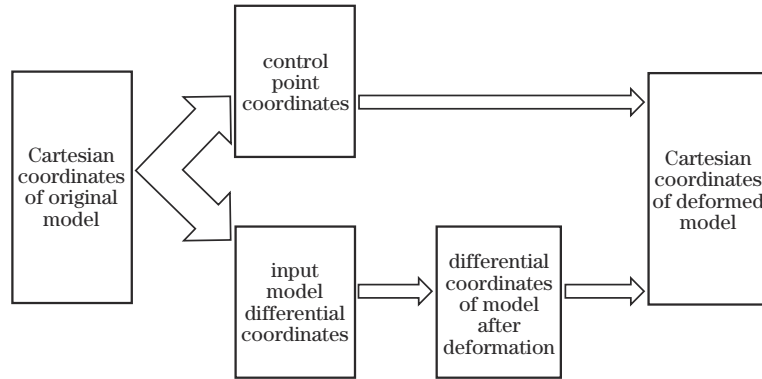 Cartesian
coordinates
of original
model
control
point
coordinates
input
model
differential
coordinates
differential
coordinates
of model
after
deformation
Cartesian
coordinates
of deformed
model